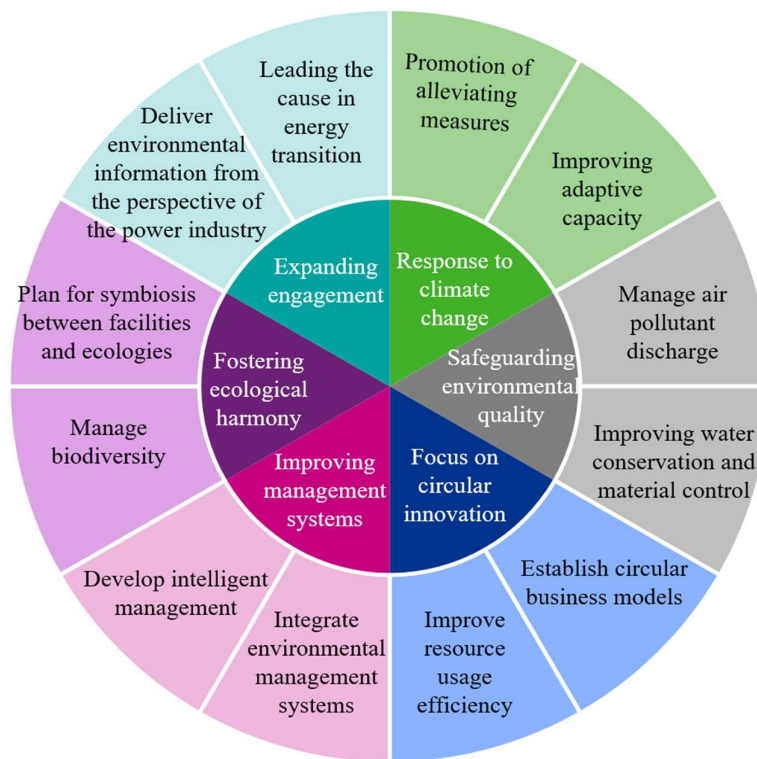 Leading the
cause in
energy
transition
Promotion of
alleviating
measures
Improving
adaptive
capacity
Manage air
pollutant
discharge
Improving water
conservation and
material control
Establish circular
business models
Improve
resource
usage
efficiency
Integrate
environmental
management
systems
Develop intelligent
management
Manage
biodiversity
Plan for symbiosis
between facilities
and ecologies
Deliver
environmental
information from
the perspective of
the power industry
Expanding
engagement
Response to
climate
change
Safeguarding
environmental
quality
Focus on
circular
innovation
Improving
management
systems
Fostering
ecological
harmony